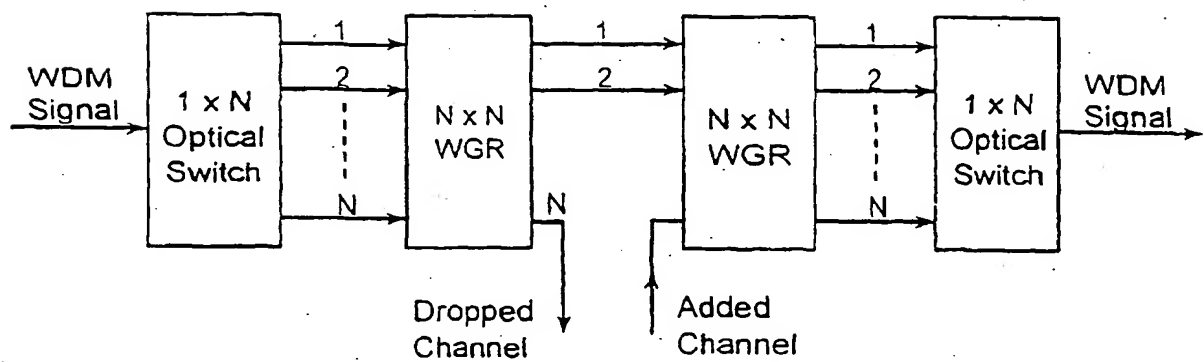 WDM
Signal
1 x N
Optical
Switch
1
2
N
N x N
WGR
1
2
N
Dropped
Channel
Added
Channel
N x N
WGR
1
2
N
1 x N
Optical
Switch
WDM
Signal